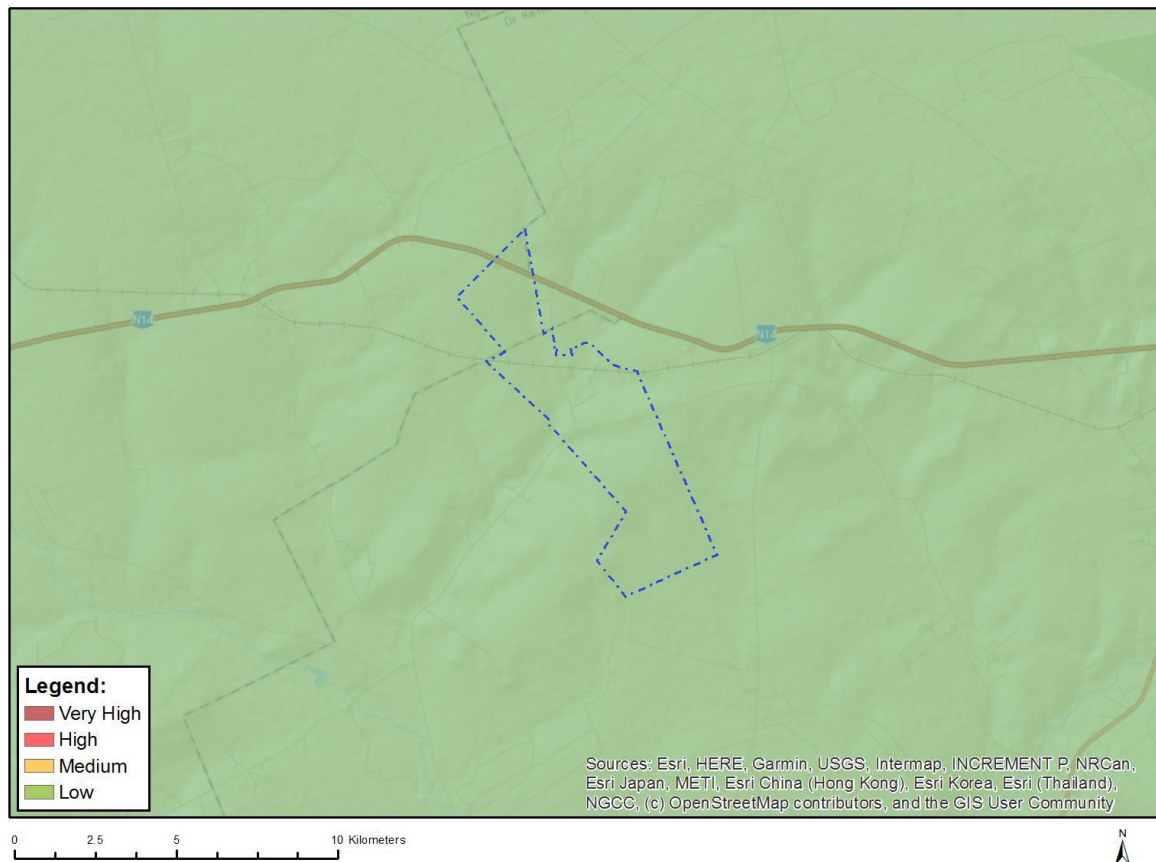 N14
N14
Legend:
Very High
High
Medium
Low
Sources: Esri, HERE, Garmin, USGS, Intermap, INCREMENT P, NRCan,
Esri Japan, METI, Esri China (Hong Kong), Esri Korea, Esri (Thailand),
NGCC, (c) OpenStreetMap contributors, and the GIS User Community
0 2.5 5 10 Kilometers
N